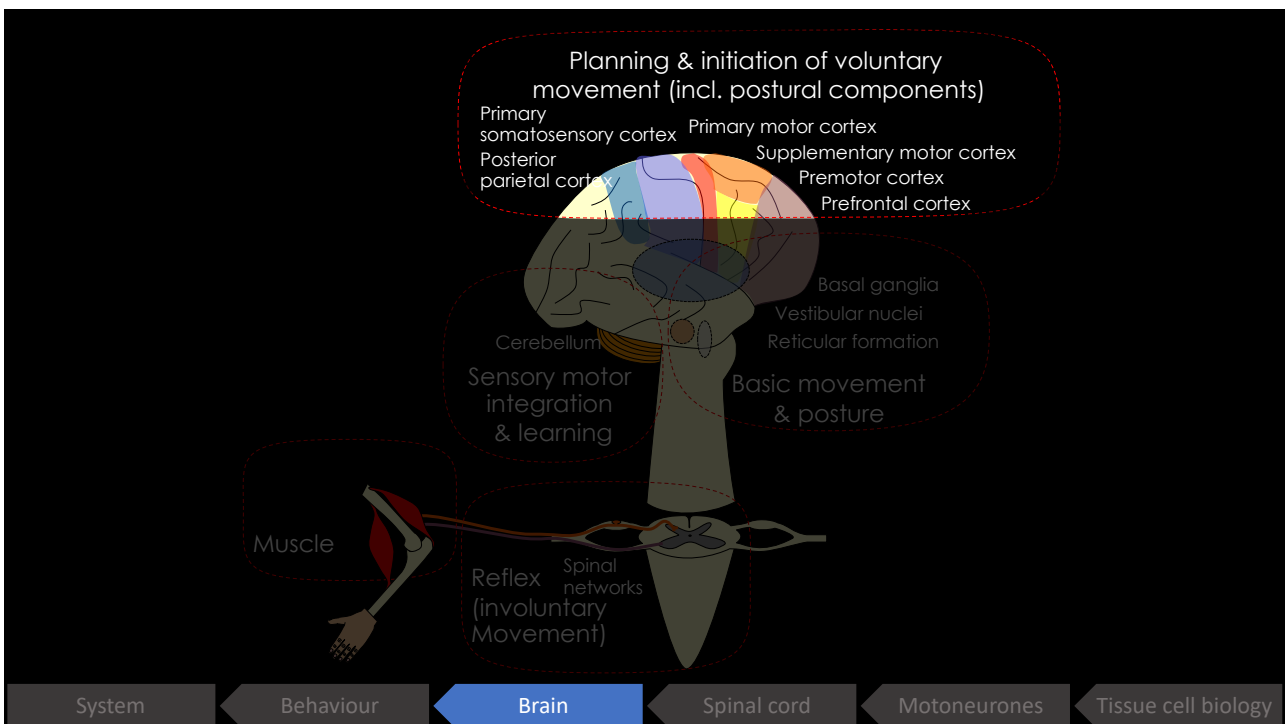 Planning & initiation of voluntary
movement (incl. postural components)
Primary
somatosensory cortex
Primary motor cortex
Posterior
parietal cortex
Supplementary motor cortex
Premotor cortex
Prefrontal cortex
Basal ganglia
Vestibular nuclei
Reticular formation
Basic movement
& posture
Cerebellum
Sensory motor
integration
& learning
Muscle
Reflex
(involuntary
Movement)
Spinal
networks
System
Behaviour
Brain
Spinal cord
Motoneurones
Tissue cell biology